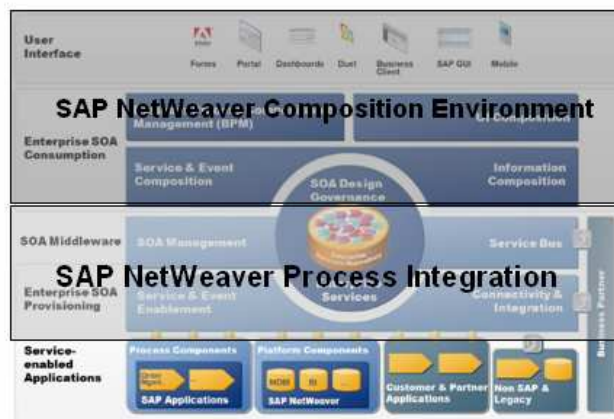 User
Interface
Forms
Portal
Dashboards
Duet
Business
Client
SAP GUI
Mobile
SAP NetWeaver Composition Environment
Management (BPM)
UI Composition
Enterprise SOA
Consumption
Service & Event
Composition
Information
Composition
SOA Design
Governance
SOA Middleware
SOA Management
Service Bus
SAP NetWeaver Process Integration
Enterprise SOA
Provisioning
Service & Event
Enablement
Services
Connectivity &
Integration
Business Partner
Service-
enabled
Applications
Process Components
SAP Applications
Platform Components
MDM
BI
...
SAP NetWeaver
Customer & Partner
Applications
Non SAP &
Legacy